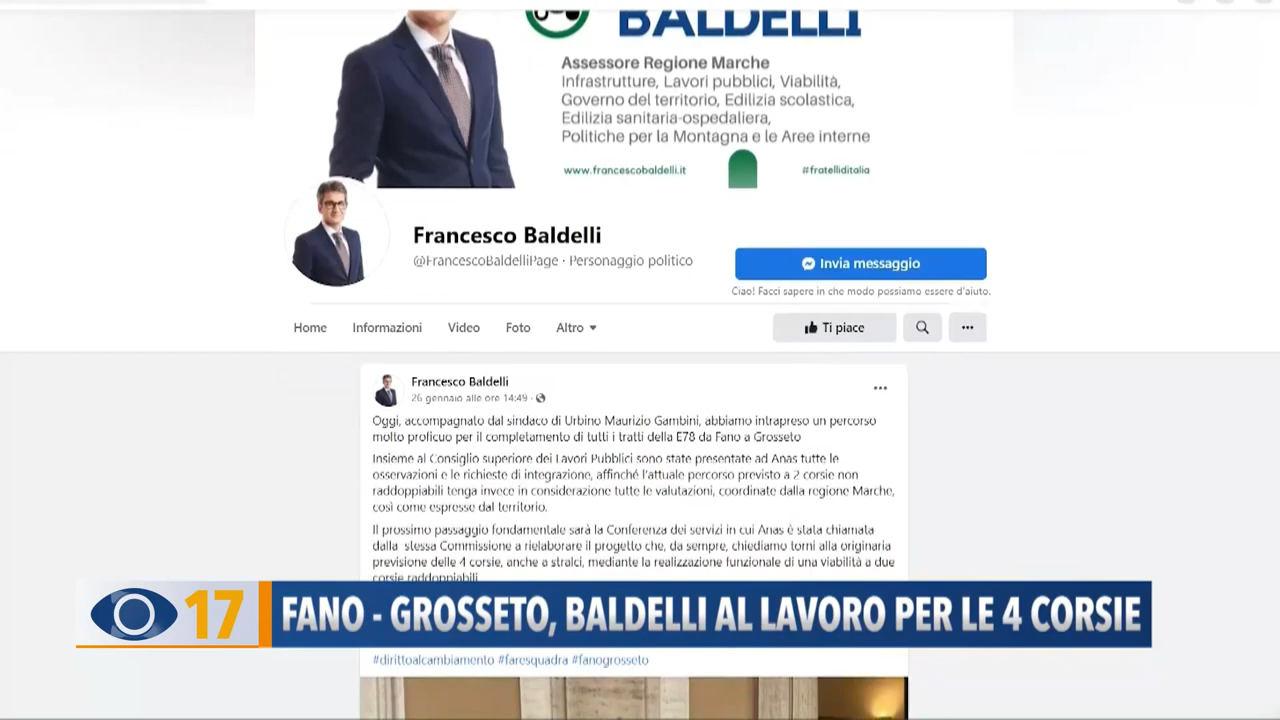 BALDELLI
Assessore Regione Marche
Infrastrutture, Lavori pubblici, Viabilità,
Governo del territorio, Edilizia scolastica,
Edilizia sanitaria-ospedaliera,
Politiche per la Montagna e le Aree interne
www.francescobaldelli.it
#fratelliditalia
Francesco Baldelli
@FrancescoBaldelliPage · Personaggio politico
Invia messaggio
Ciao! Facci sapere in che modo possiamo essere d'aiuto.
Home Informazioni Video Foto Altro
Ti piace
Francesco Baldelli
26 gennaio alle ore 14:49 ·
Oggi, accompagnato dal sindaco di Urbino Maurizio Gambini, abbiamo intrapreso un percorso
molto proficuo per il completamento di tutti i tratti della E78 da Fano a Grosseto
Insieme al Consiglio superiore dei Lavori Pubblici sono state presentate ad Anas tutte le
osservazioni e le richieste di integrazione, affinché l'attuale percorso previsto a 2 corsie non
raddoppiabili tenga invece in considerazione tutte le valutazioni, coordinate dalla regione Marche,
così come espresse dal territorio.
Il prossimo passaggio fondamentale sarà la Conferenza dei servizi in cui Anas è stata chiamata
dalla stessa Commissione a rielaborare il progetto che, da sempre, chiediamo torni alla originaria
previsione delle 4 corsie, anche a stralci, mediante la realizzazione funzionale di una viabilità a due
corsie raddoppiabili
17
FANO - GROSSETO, BALDELLI AL LAVORO PER LE 4 CORSIE
#dirittoalcambiamento #faresquadra #fanogrosseto